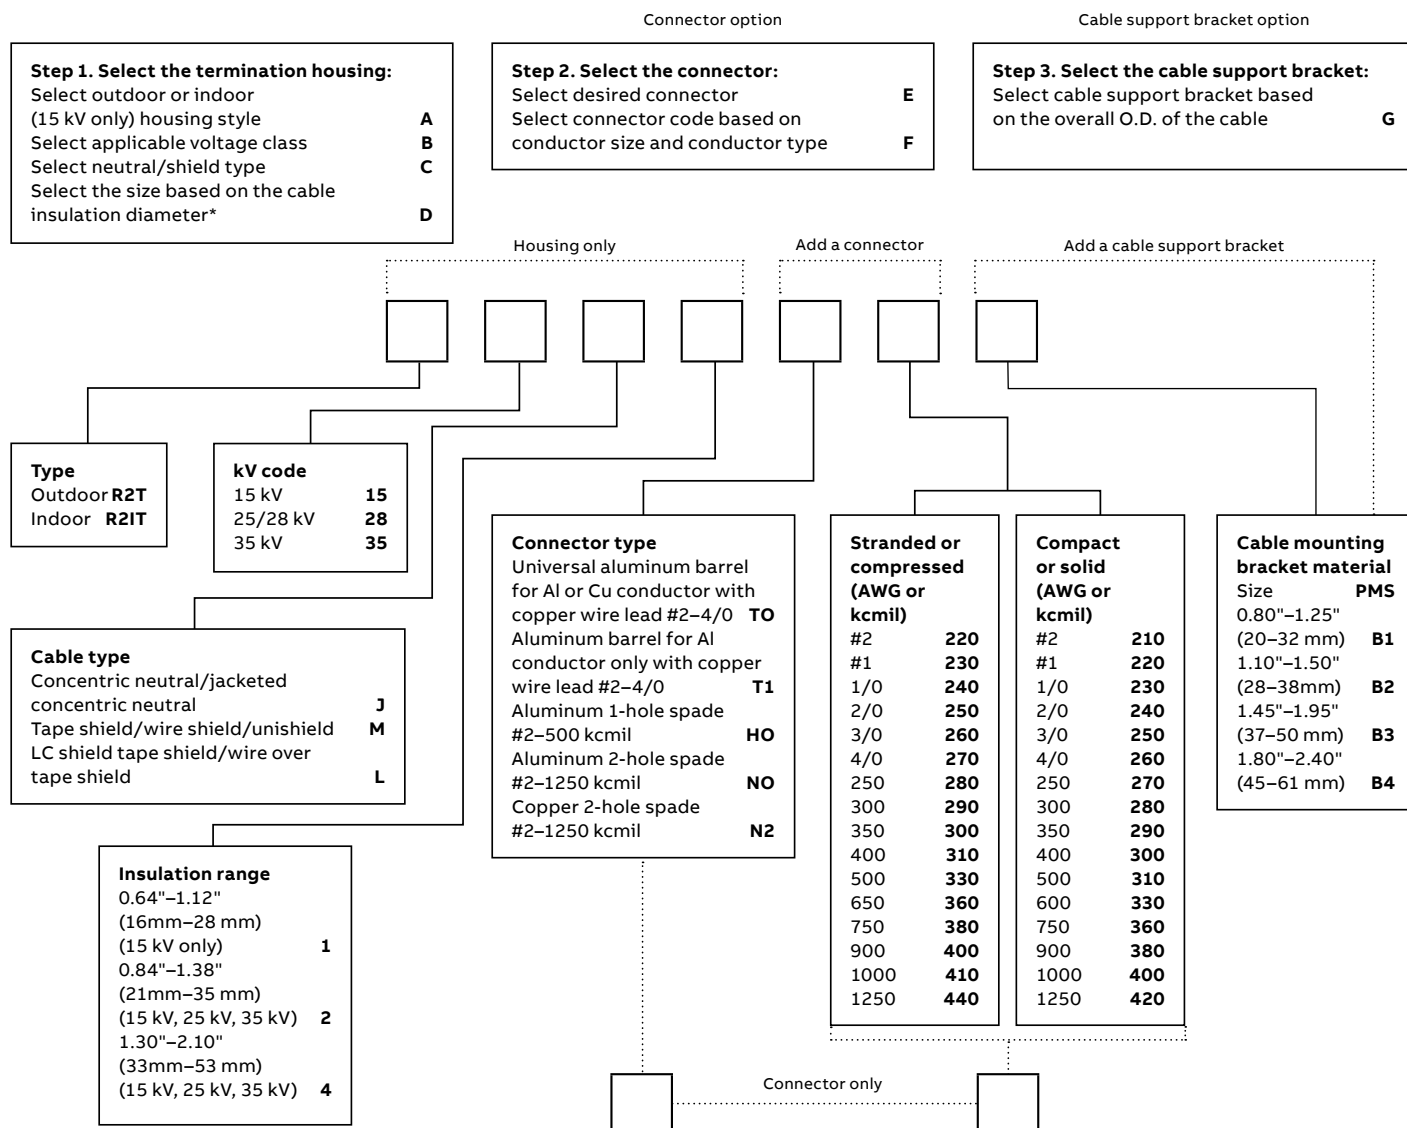 Connector option
Cable support bracket option
Step 1. Select the termination housing:
Select outdoor or indoor
(15 kV only) housing style A
Select applicable voltage class B
Select neutral/shield type C
Select the size based on the cable
insulation diameter* D
Step 2. Select the connector:
Select desired connector E
Select connector code based on
conductor size and conductor type F
Step 3. Select the cable support bracket:
Select cable support bracket based
on the overall O.D. of the cable G
Housing only
Add a connector
Add a cable support bracket
Type
Outdoor R2T
Indoor R2IT
kV code
15 kV 15
25/28 kV 28
35 kV 35
Cable type
Concentric neutral/jacketed
concentric neutral J
Tape shield/wire shield/unishield M
LC shield tape shield/wire over
tape shield L
Insulation range
0.64"–1.12"
(16mm–28 mm)
(15 kV only) 1
0.84"–1.38"
(21mm–35 mm)
(15 kV, 25 kV, 35 kV) 2
1.30"–2.10"
(33mm–53 mm)
(15 kV, 25 kV, 35 kV) 4
Connector type
Universal aluminum barrel
for Al or Cu conductor with
copper wire lead #2–4/0 TO
Aluminum barrel for Al
conductor only with copper
wire lead #2–4/0 T1
Aluminum 1-hole spade
#2–500 kcmil HO
Aluminum 2-hole spade
#2–1250 kcmil NO
Copper 2-hole spade
#2–1250 kcmil N2
Stranded or
compressed
(AWG or
kcmil)
#2 220
#1 230
1/0 240
2/0 250
3/0 260
4/0 270
250 280
300 290
350 300
400 310
500 330
650 360
750 380
900 400
1000 410
1250 440
Compact
or solid
(AWG or
kcmil)
#2 210
#1 220
1/0 230
2/0 240
3/0 250
4/0 260
250 270
300 280
350 290
400 300
500 310
600 330
750 360
900 380
1000 400
1250 420
Cable mounting
bracket material
Size PMS
0.80"–1.25"
(20–32 mm) B1
1.10"–1.50"
(28–38mm) B2
1.45"–1.95"
(37–50 mm) B3
1.80"–2.40"
(45–61 mm) B4
Connector only